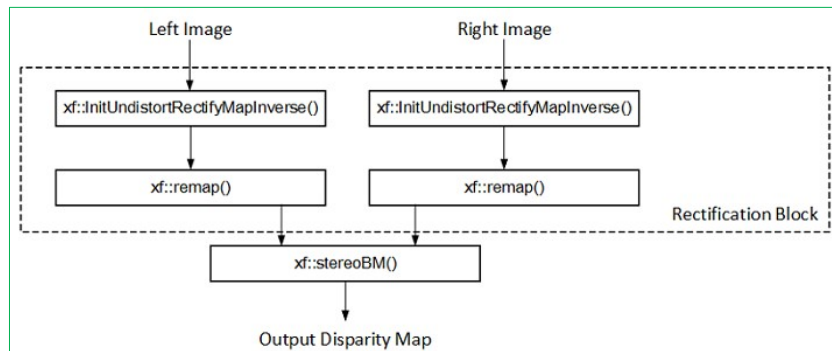 Left Image
Right Image
xf::InitUndistortRectifyMapInverse()
xf::InitUndistortRectifyMapInverse()
xf::remap()
xf::remap()
Rectification Block
xf::stereoBM()
Output Disparity Map